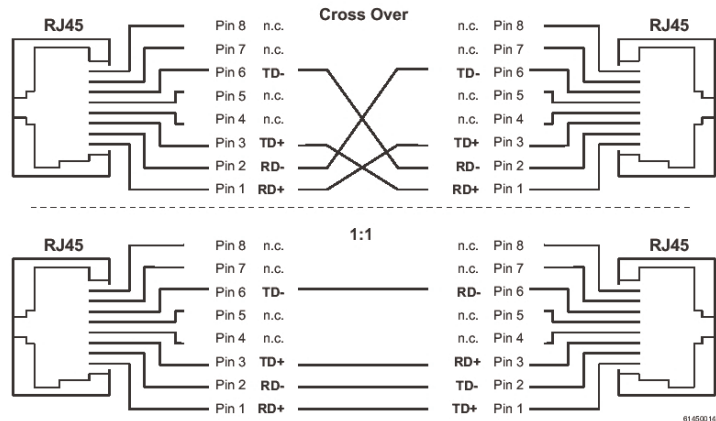 Cross Over
RJ45 Pin 8 n.c. n.c. Pin 8 RJ45
Pin 7 n.c. n.c. Pin 7
Pin 6 TD- TD- Pin 6
Pin 5 n.c. n.c. Pin 5
Pin 4 n.c. n.c. Pin 4
Pin 3 TD+ TD+ Pin 3
Pin 2 RD- RD- Pin 2
Pin 1 RD+ RD+ Pin 1
1:1
RJ45 Pin 8 n.c. n.c. Pin 8 RJ45
Pin 7 n.c. n.c. Pin 7
Pin 6 TD- RD- Pin 6
Pin 5 n.c. n.c. Pin 5
Pin 4 n.c. n.c. Pin 4
Pin 3 TD+ RD+ Pin 3
Pin 2 RD- TD- Pin 2
Pin 1 RD+ TD+ Pin 1
61450014